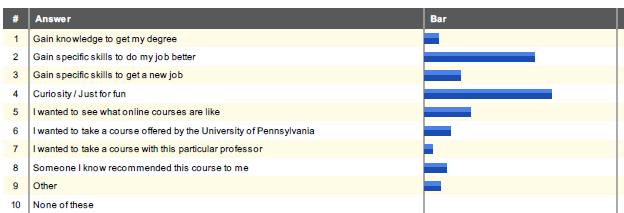 # Answer Bar
1 Gain knowledge to get my degree
2 Gain specific skills to do my job better
3 Gain specific skills to get a new job
4 Curiosity / Just for fun
5 I wanted to see what online courses are like
6 I wanted to take a course offered by the University of Pennsylvania
7 I wanted to take a course with this particular professor
8 Someone I know recommended this course to me
9 Other
10 None of these